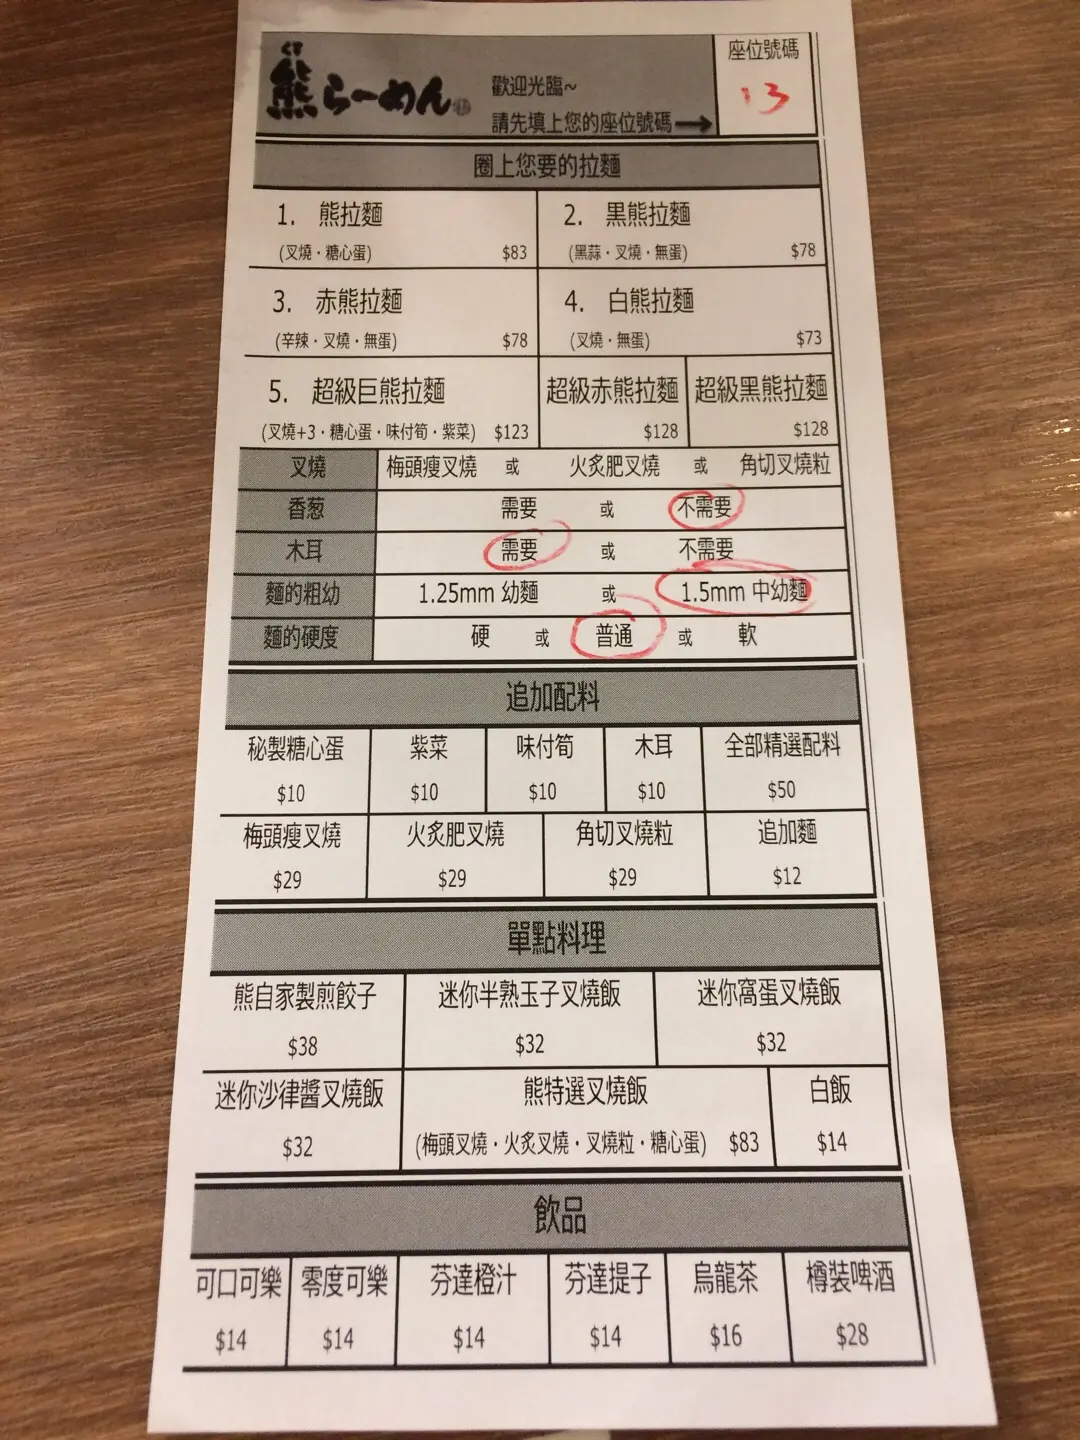 熊らーめん
歡迎光臨~
請先填上您的座位號碼→
座位號碼
13
圈上您要的拉麵
1. 熊拉麵
(叉燒・糖心蛋) $83
2. 黑熊拉麵
(黑蒜・叉燒・無蛋) $78
3. 赤熊拉麵
(辛辣・叉燒・無蛋) $78
4. 白熊拉麵
(叉燒・無蛋) $73
5. 超級巨熊拉麵
(叉燒+3・糖心蛋・味付筍・紫菜) $123
超級赤熊拉麵
$128
超級黑熊拉麵
$128
叉燒 梅頭瘦叉燒 或 火炙肥叉燒 或 角切叉燒粒
香葱 需要 或 不需要
木耳 需要 或 不需要
麵的粗幼 1.25mm 幼麵 或 1.5mm 中幼麵
麵的硬度 硬 或 普通 或 軟
追加配料
秘製糖心蛋 紫菜 味付筍 木耳 全部精選配料
$10 $10 $10 $10 $50
梅頭瘦叉燒 火炙肥叉燒 角切叉燒粒 追加麵
$29 $29 $29 $12
單點料理
熊自家製煎餃子 迷你半熟玉子叉燒飯 迷你窩蛋叉燒飯
$38 $32 $32
迷你沙律醬叉燒飯 熊特選叉燒飯 白飯
$32 (梅頭叉燒・火炙叉燒・叉燒粒・糖心蛋) $83 $14
飲品
可口可樂 零度可樂 芬達橙汁 芬達提子 烏龍茶 樽裝啤酒
$14 $14 $14 $14 $16 $28